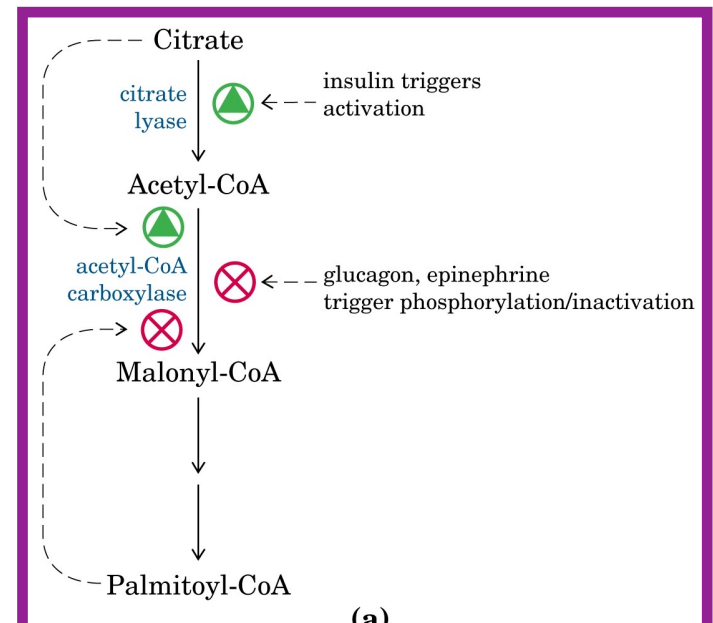 Citrate
citrate
lyase
insulin triggers
activation
Acetyl-CoA
acetyl-CoA
carboxylase
glucagon, epinephrine
trigger phosphorylation/inactivation
Malonyl-CoA
Palmitoyl-CoA
(a)